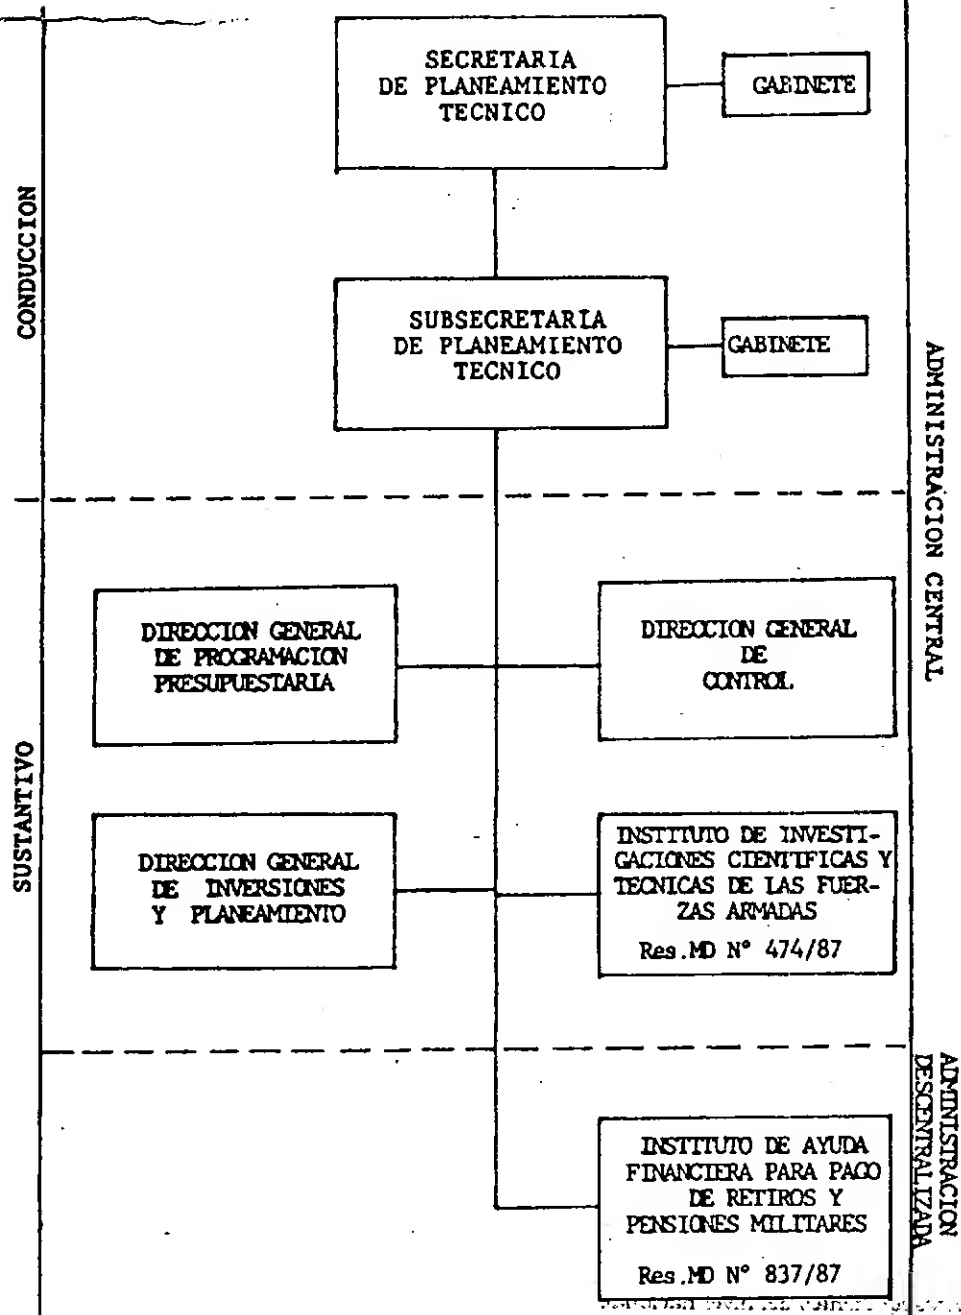 SECRETARIA
DE PLANEAMIENTO
TECNICO
GABINETE
CONDUCCION
SUBSECRETARÍA
DE PLANEAMIENTO
TECNICO
GABINETE
ADMINISTRACION CENTRAL
DIRECCION GENERAL
DE PROGRAMACION
PRESUPUESTARIA
DIRECCION GENERAL
DE
CONTROL
SUSTANTIVO
DIRECCION GENERAL
DE INVERSIONES
Y PLANEAMIENTO
INSTITUTO DE INVESTI-
GACIONES CIENTIFICAS Y
TECNICAS DE LAS FUER-
ZAS ARMADAS
Res.MD N° 474/87
ADMINISTRACION
DESCENTRALIZADA
INSTITUTO DE AYUDA
FINANCIERA PARA PAGO
DE RETIROS Y
PENSIONES MILITARES
Res.MD N° 837/87